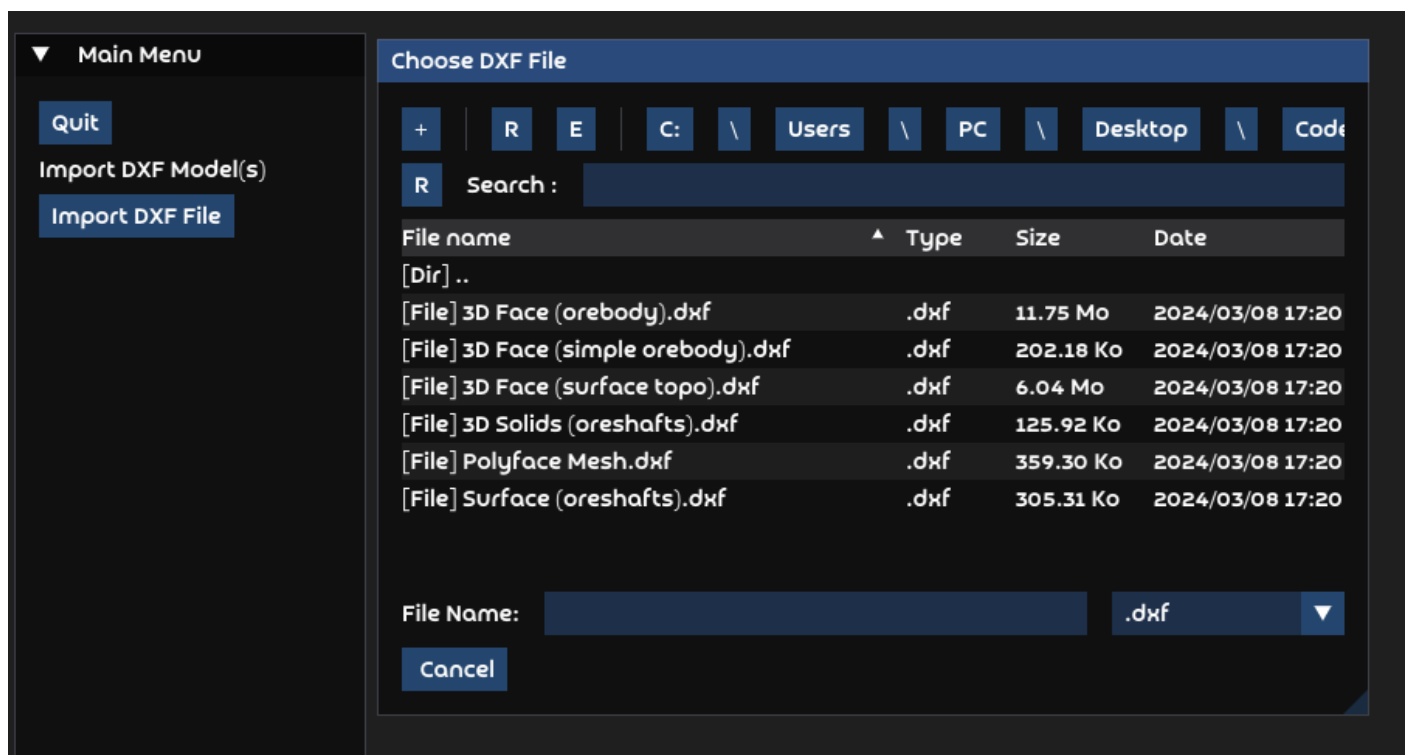 ▼ Main Menu
Quit
Import DXF Model(s)
Import DXF File
Choose DXF File
+ R E C: \ Users \ PC \ Desktop \ Code
R Search :
File name ▲ Type Size Date
[Dir] ..
[File] 3D Face (orebody).dxf .dxf 11.75 Mo 2024/03/08 17:20
[File] 3D Face (simple orebody).dxf .dxf 202.18 Ko 2024/03/08 17:20
[File] 3D Face (surface topo).dxf .dxf 6.04 Mo 2024/03/08 17:20
[File] 3D Solids (oreshafts).dxf .dxf 125.92 Ko 2024/03/08 17:20
[File] Polyface Mesh.dxf .dxf 359.30 Ko 2024/03/08 17:20
[File] Surface (oreshafts).dxf .dxf 305.31 Ko 2024/03/08 17:20
File Name: .dxf ▼
Cancel